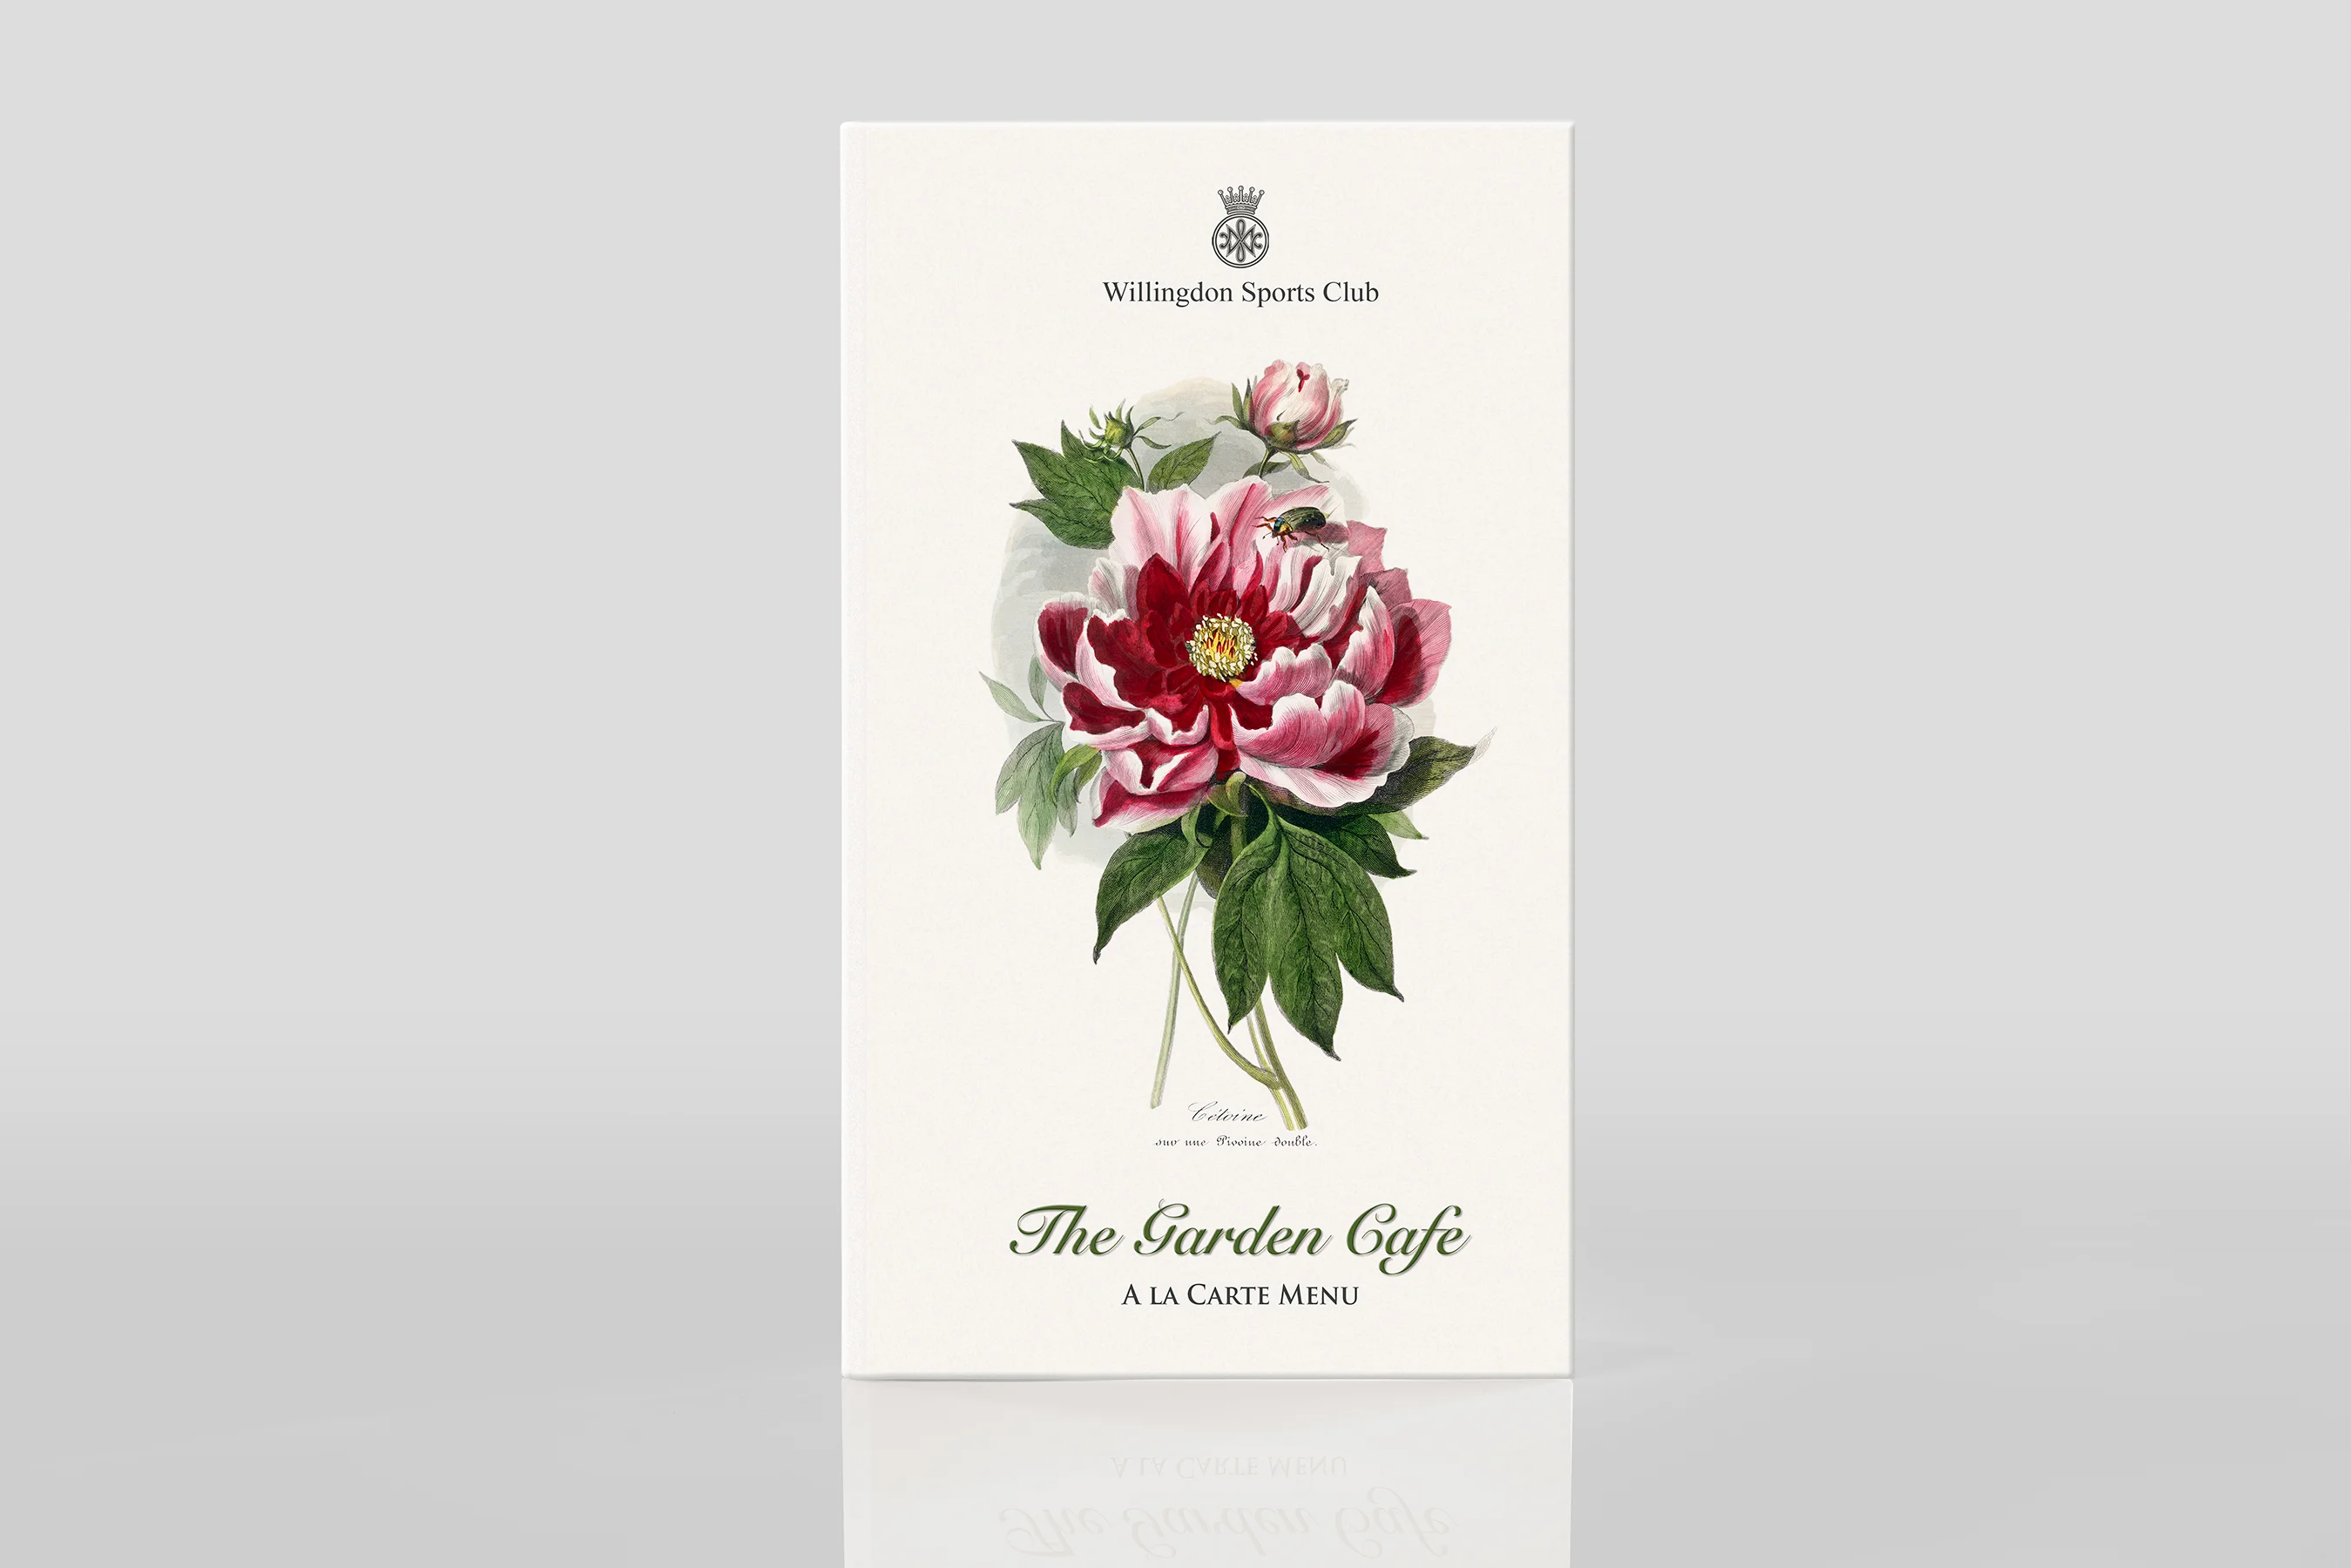 Willingdon Sports Club
Cétoine
sur une Pivoine double.
The Garden Cafe
A LA CARTE MENU